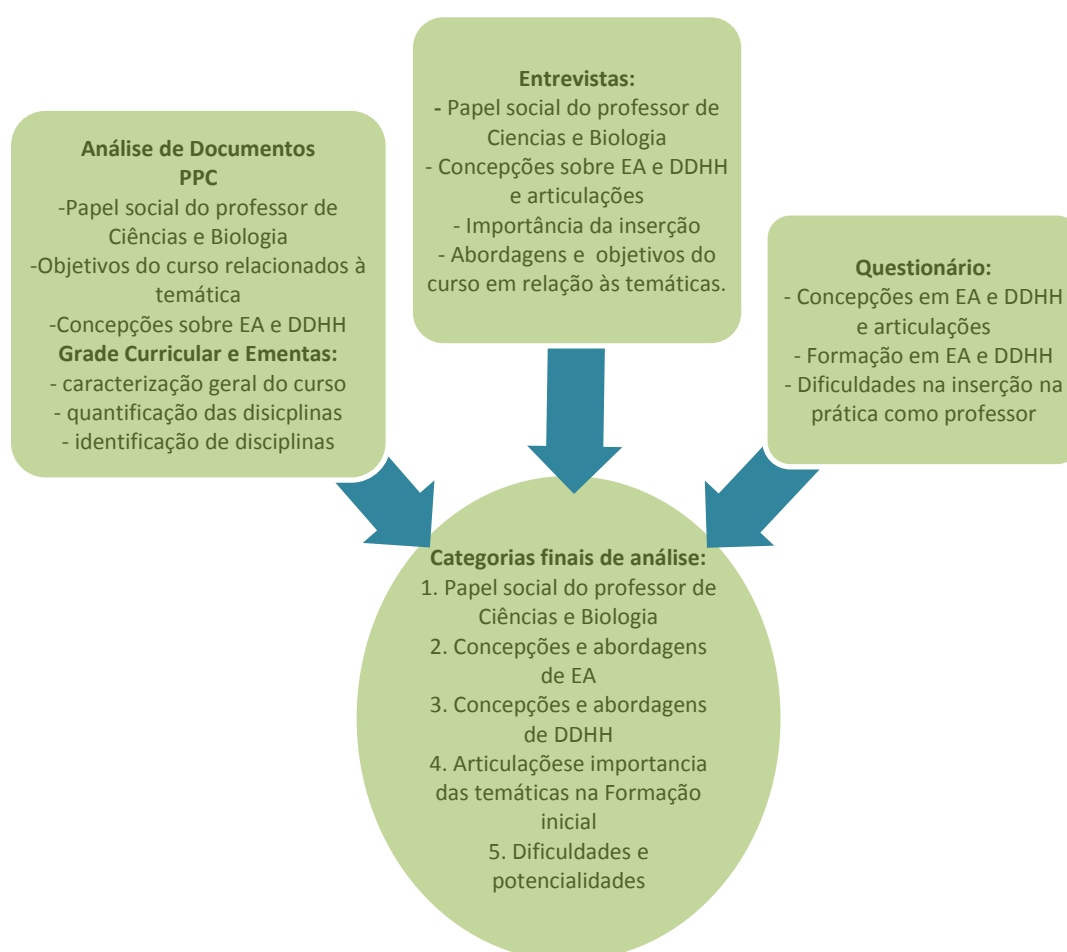 Análise de Documentos
PPC
-Papel social do professor de
Ciências e Biologia
-Objetivos do curso relacionados à
temática
-Concepções sobre EA e DDHH
Grade Curricular e Ementas:
- caracterização geral do curso
- quantificação das disicplinas
- identificação de disciplinas
Entrevistas:
- Papel social do professor de
Ciencias e Biologia
- Concepções sobre EA e DDHH
e articulações
- Importância da inserção
- Abordagens e objetivos do
curso em relação às temáticas.
Questionário:
- Concepções em EA e DDHH
e articulações
- Formação em EA e DDHH
- Dificuldades na inserção na
prática como professor
Categorias finais de análise:
1. Papel social do professor de
Ciências e Biologia
2. Concepções e abordagens
de EA
3. Concepções e abordagens
de DDHH
4. Articulaçõese importancia
das temáticas na Formação
inicial
5. Dificuldades e
potencialidades